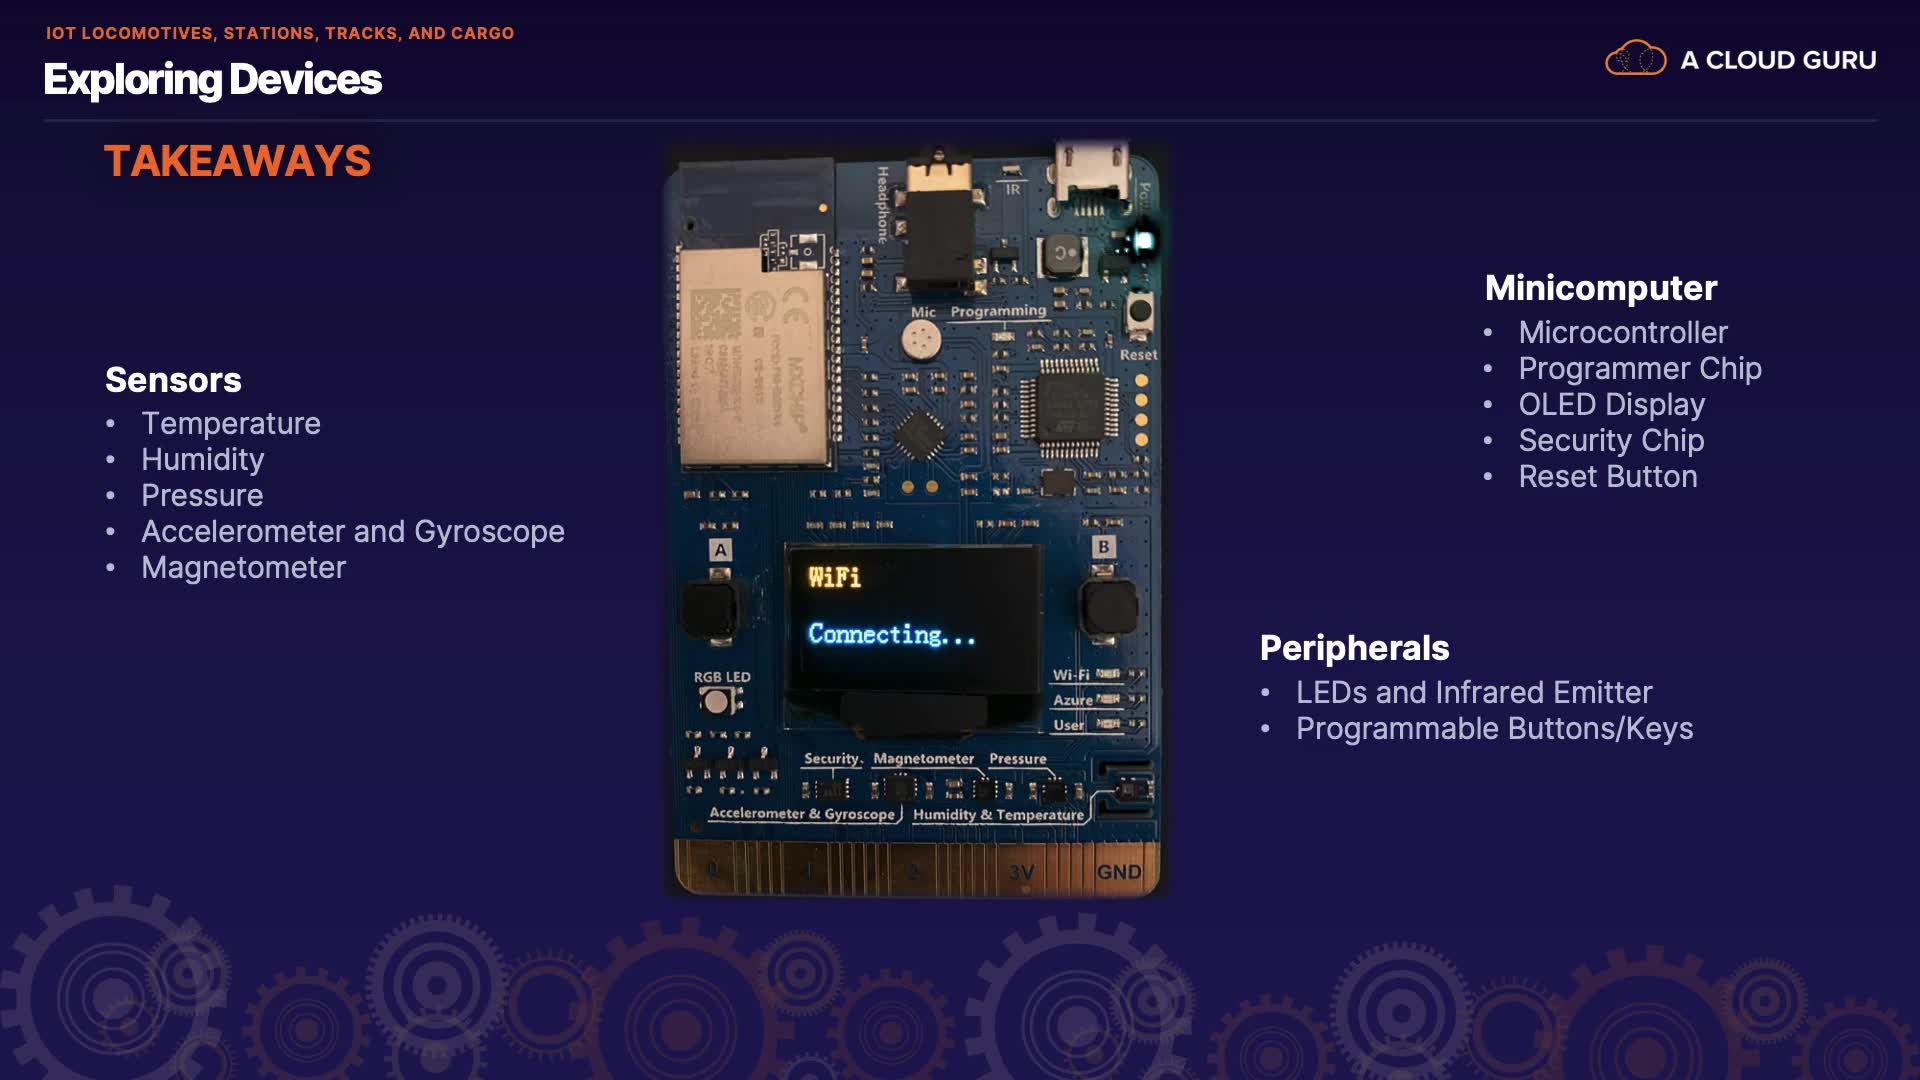 IOT LOCOMOTIVES, STATIONS, TRACKS, AND CARGO
Exploring Devices
A CLOUD GURU
TAKEAWAYS
Sensors
• Temperature
• Humidity
• Pressure
• Accelerometer and Gyroscope
• Magnetometer
Headphone
IR
Mic Programming
Reset
A
B
WiFi
Connecting...
RGB LED
Wi-Fi
Azure
User
Security Magnetometer Pressure
Accelerometer & Gyroscope Humidity & Temperature
3V GND
Minicomputer
• Microcontroller
• Programmer Chip
• OLED Display
• Security Chip
• Reset Button
Peripherals
• LEDs and Infrared Emitter
• Programmable Buttons/Keys